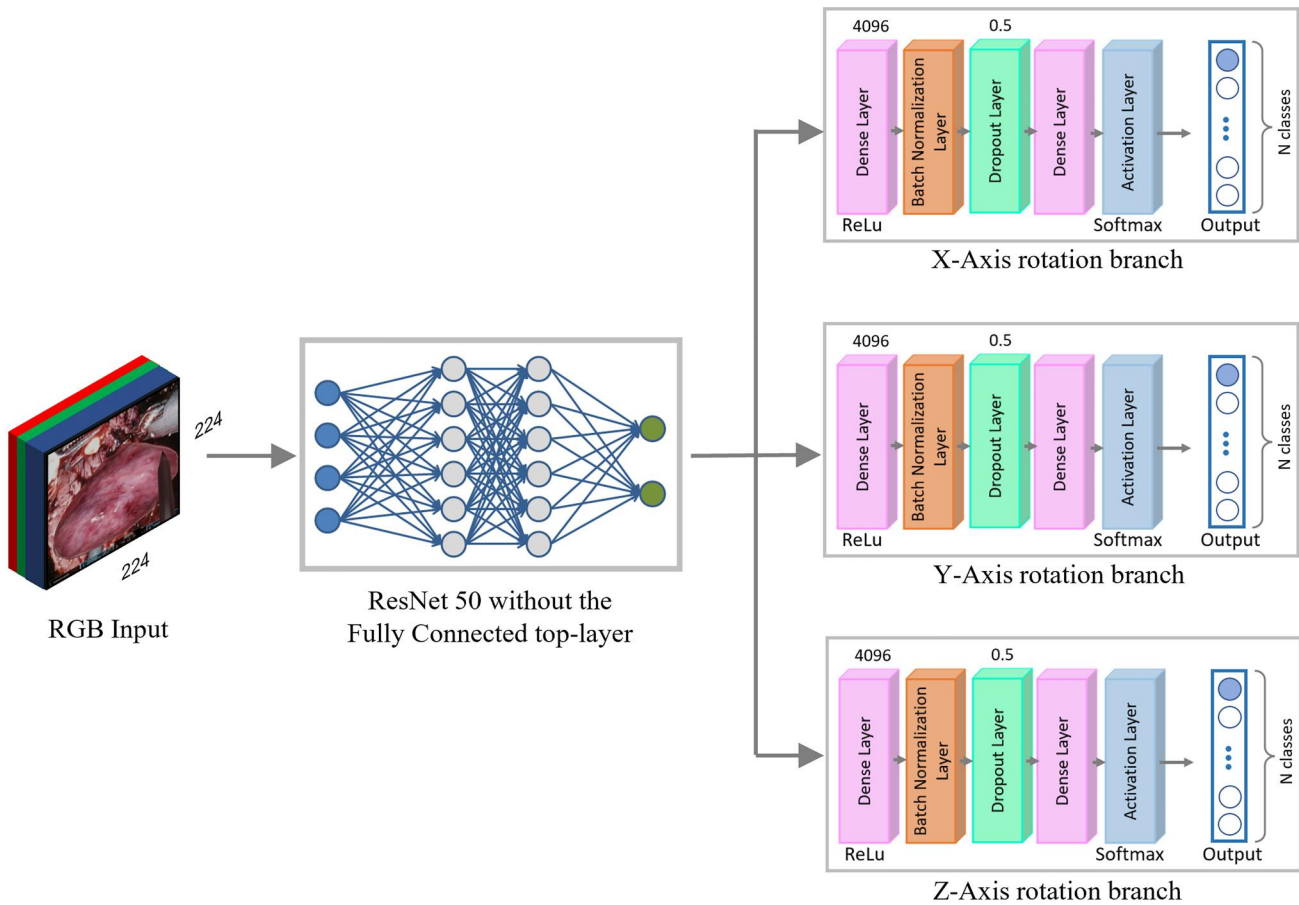 224
224
RGB Input
ResNet 50 without the
Fully Connected top-layer
4096
0.5
Dense Layer
Batch Normalization
Layer
Dropout Layer
Dense Layer
Activation Layer
N classes
ReLu
Softmax
Output
X-Axis rotation branch
4096
0.5
Dense Layer
Batch Normalization
Layer
Dropout Layer
Dense Layer
Activation Layer
N classes
ReLu
Softmax
Output
Y-Axis rotation branch
4096
0.5
Dense Layer
Batch Normalization
Layer
Dropout Layer
Dense Layer
Activation Layer
N classes
ReLu
Softmax
Output
Z-Axis rotation branch